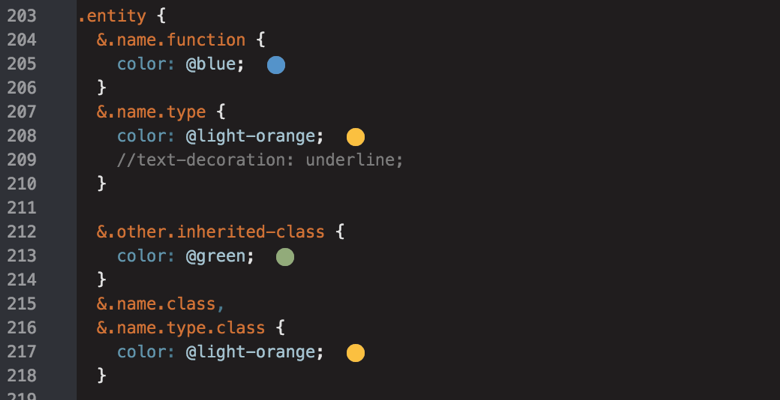 203 .entity {
204 &.name.function {
205 color: @blue;
206 }
207 &.name.type {
208 color: @light-orange;
209 //text-decoration: underline;
210 }
211
212 &.other.inherited-class {
213 color: @green;
214 }
215 &.name.class,
216 &.name.type.class {
217 color: @light-orange;
218 }
219